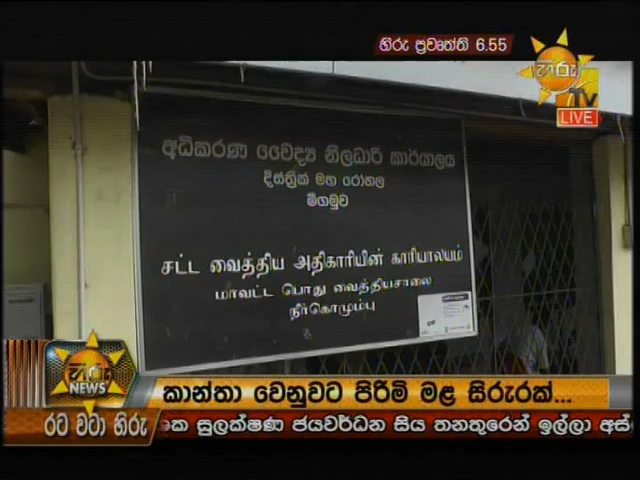 හිරු ප්‍රවෘත්ති 6.55
හිරු
TV
LIVE
අධිකරණ වෛද්‍ය නිලධාරී කාර්යාලය
දිස්ත්‍රික් මහ රෝහල
මීගමුව
சட்ட வைத்திய அதிகாரியின் காரியாலயம்
மாவட்ட பொது வைத்தியசாலை
நீர்கொழும்பு
හිරු
NEWS
කාන්තා වෙනුවට පිරිමි මළ සිරුරක්...
රට වටා හිරු
සුලක්ෂණ ජයවර්ධන සිය තනතුරෙන් ඉල්ලා අස්